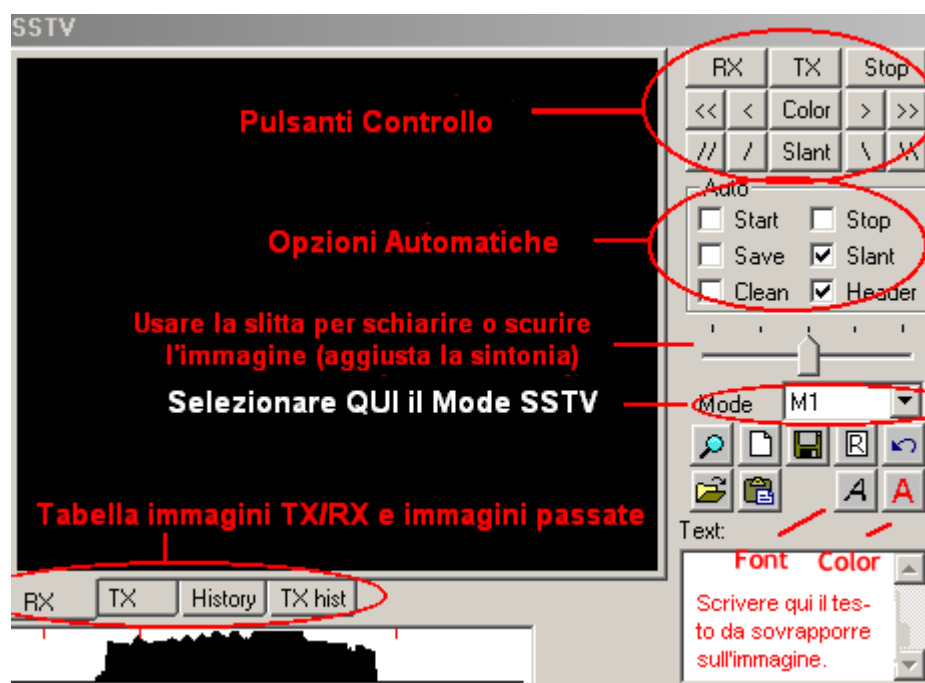 SSTV
RX TX Stop
<< < Color > >>
// / Slant \ \\
Pulsanti Controllo
Auto
Start Stop
Save Slant
Clean Header
Opzioni Automatiche
Usare la slitta per schiarire o scurire
l'immagine (aggiusta la sintonia)
Selezionare QUI il Mode SSTV
Mode M1
R
A A
Tabella immagini TX/RX e immagini passate
Text:
Font Color
Scrivere qui il tes-
to da sovrapporre
sull'immagine.
RX TX History TX hist